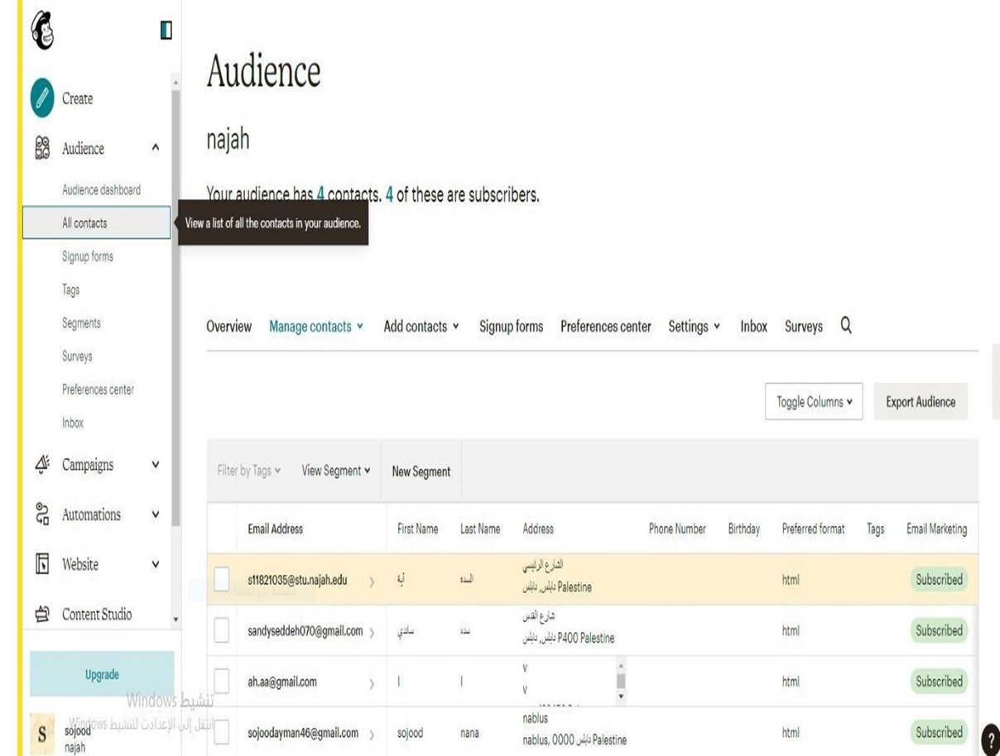 Create
Audience
Audience dashboard
All contacts
Signup forms
Tags
Segments
Surveys
Preferences center
Inbox
Campaigns
Automations
Website
Content Studio
Upgrade
S
sojood
najah
Audience
najah
Your audience has 4 contacts. 4 of these are subscribers.
View a list of all the contacts in your audience.
Overview Manage contacts Add contacts Signup forms Preferences center Settings Inbox Surveys
Toggle Columns Export Audience
Filter by Tags View Segment New Segment
Email Address First Name Last Name Address Phone Number Birthday Preferred format Tags Email Marketing
s11821035@stu.najah.edu آية السده الشارع الرئيسي html Subscribed
نابلس, نابلس Palestine
sandyseddeh070@gmail.com ساندي سده شارع القدس html Subscribed
نابلس, نابلس P400 Palestine
ah.aa@gmail.com ا ا v html Subscribed
v
sojoodayman46@gmail.com sojood nana nablus html Subscribed
nablus, 0000 نابلس Palestine
تنشيط Windows
انتقل إلى الإعدادات لتنشيط Windows
?